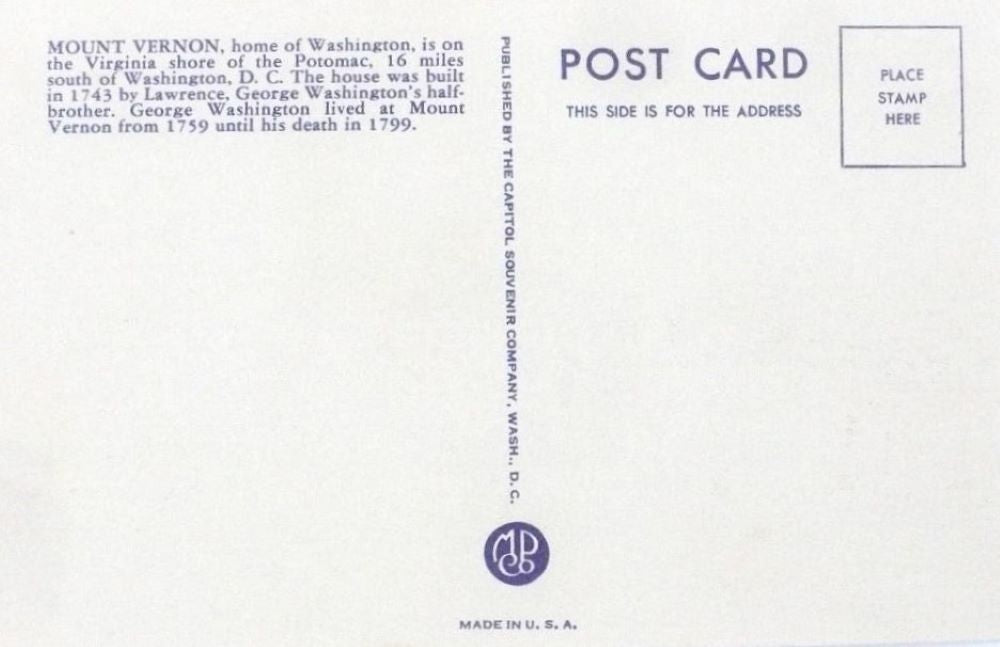 MOUNT VERNON, home of Washington, is on
the Virginia shore of the Potomac, 16 miles
south of Washington, D. C. The house was built
in 1743 by Lawrence, George Washington's half-
brother. George Washington lived at Mount
Vernon from 1759 until his death in 1799.
PUBLISHED BY THE CAPITOL SOUVENIR COMPANY, WASH., D. C.
POST CARD
THIS SIDE IS FOR THE ADDRESS
PLACE
STAMP
HERE
MPCo
MADE IN U. S. A.